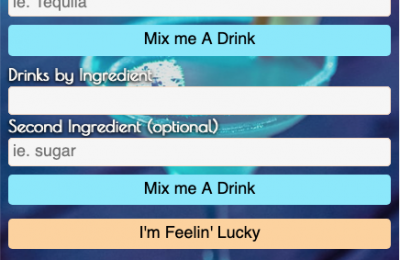 ie. Tequila
Mix me A Drink
Drinks by Ingredient
Second Ingredient (optional)
ie. sugar
Mix me A Drink
I'm Feelin' Lucky